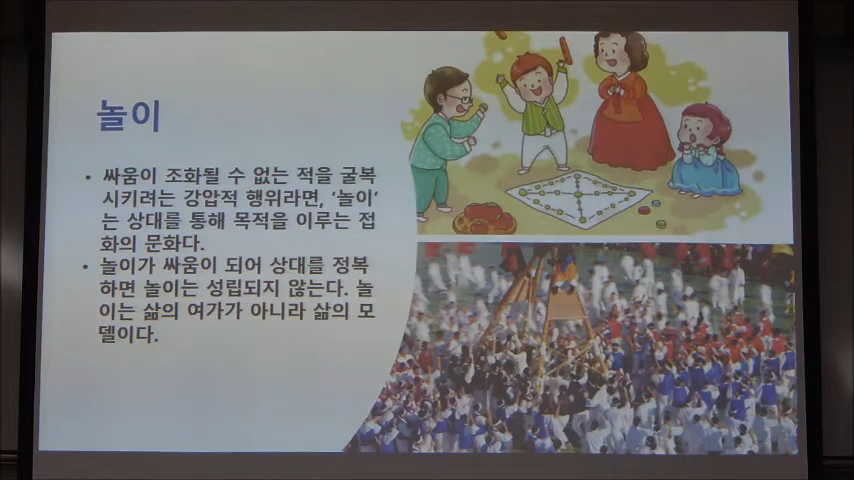 놀이
• 싸움이 조화될 수 없는 적을 굴복
시키려는 강압적 행위라면, '놀이'
는 상대를 통해 목적을 이루는 접
화의 문화다.
• 놀이가 싸움이 되어 상대를 정복
하면 놀이는 성립되지 않는다. 놀
이는 삶의 여가가 아니라 삶의 모
델이다.